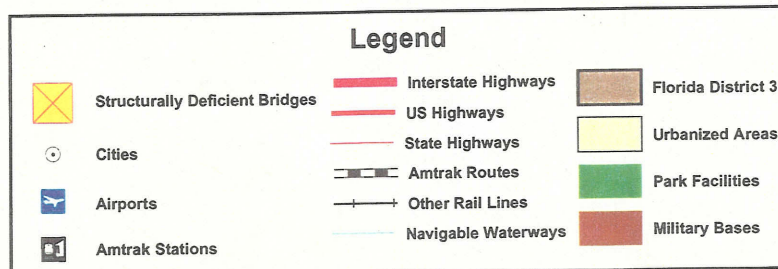 Legend
Structurally Deficient Bridges
Cities
Airports
Amtrak Stations
Interstate Highways
US Highways
State Highways
Amtrak Routes
Other Rail Lines
Navigable Waterways
Florida District 3
Urbanized Areas
Park Facilities
Military Bases